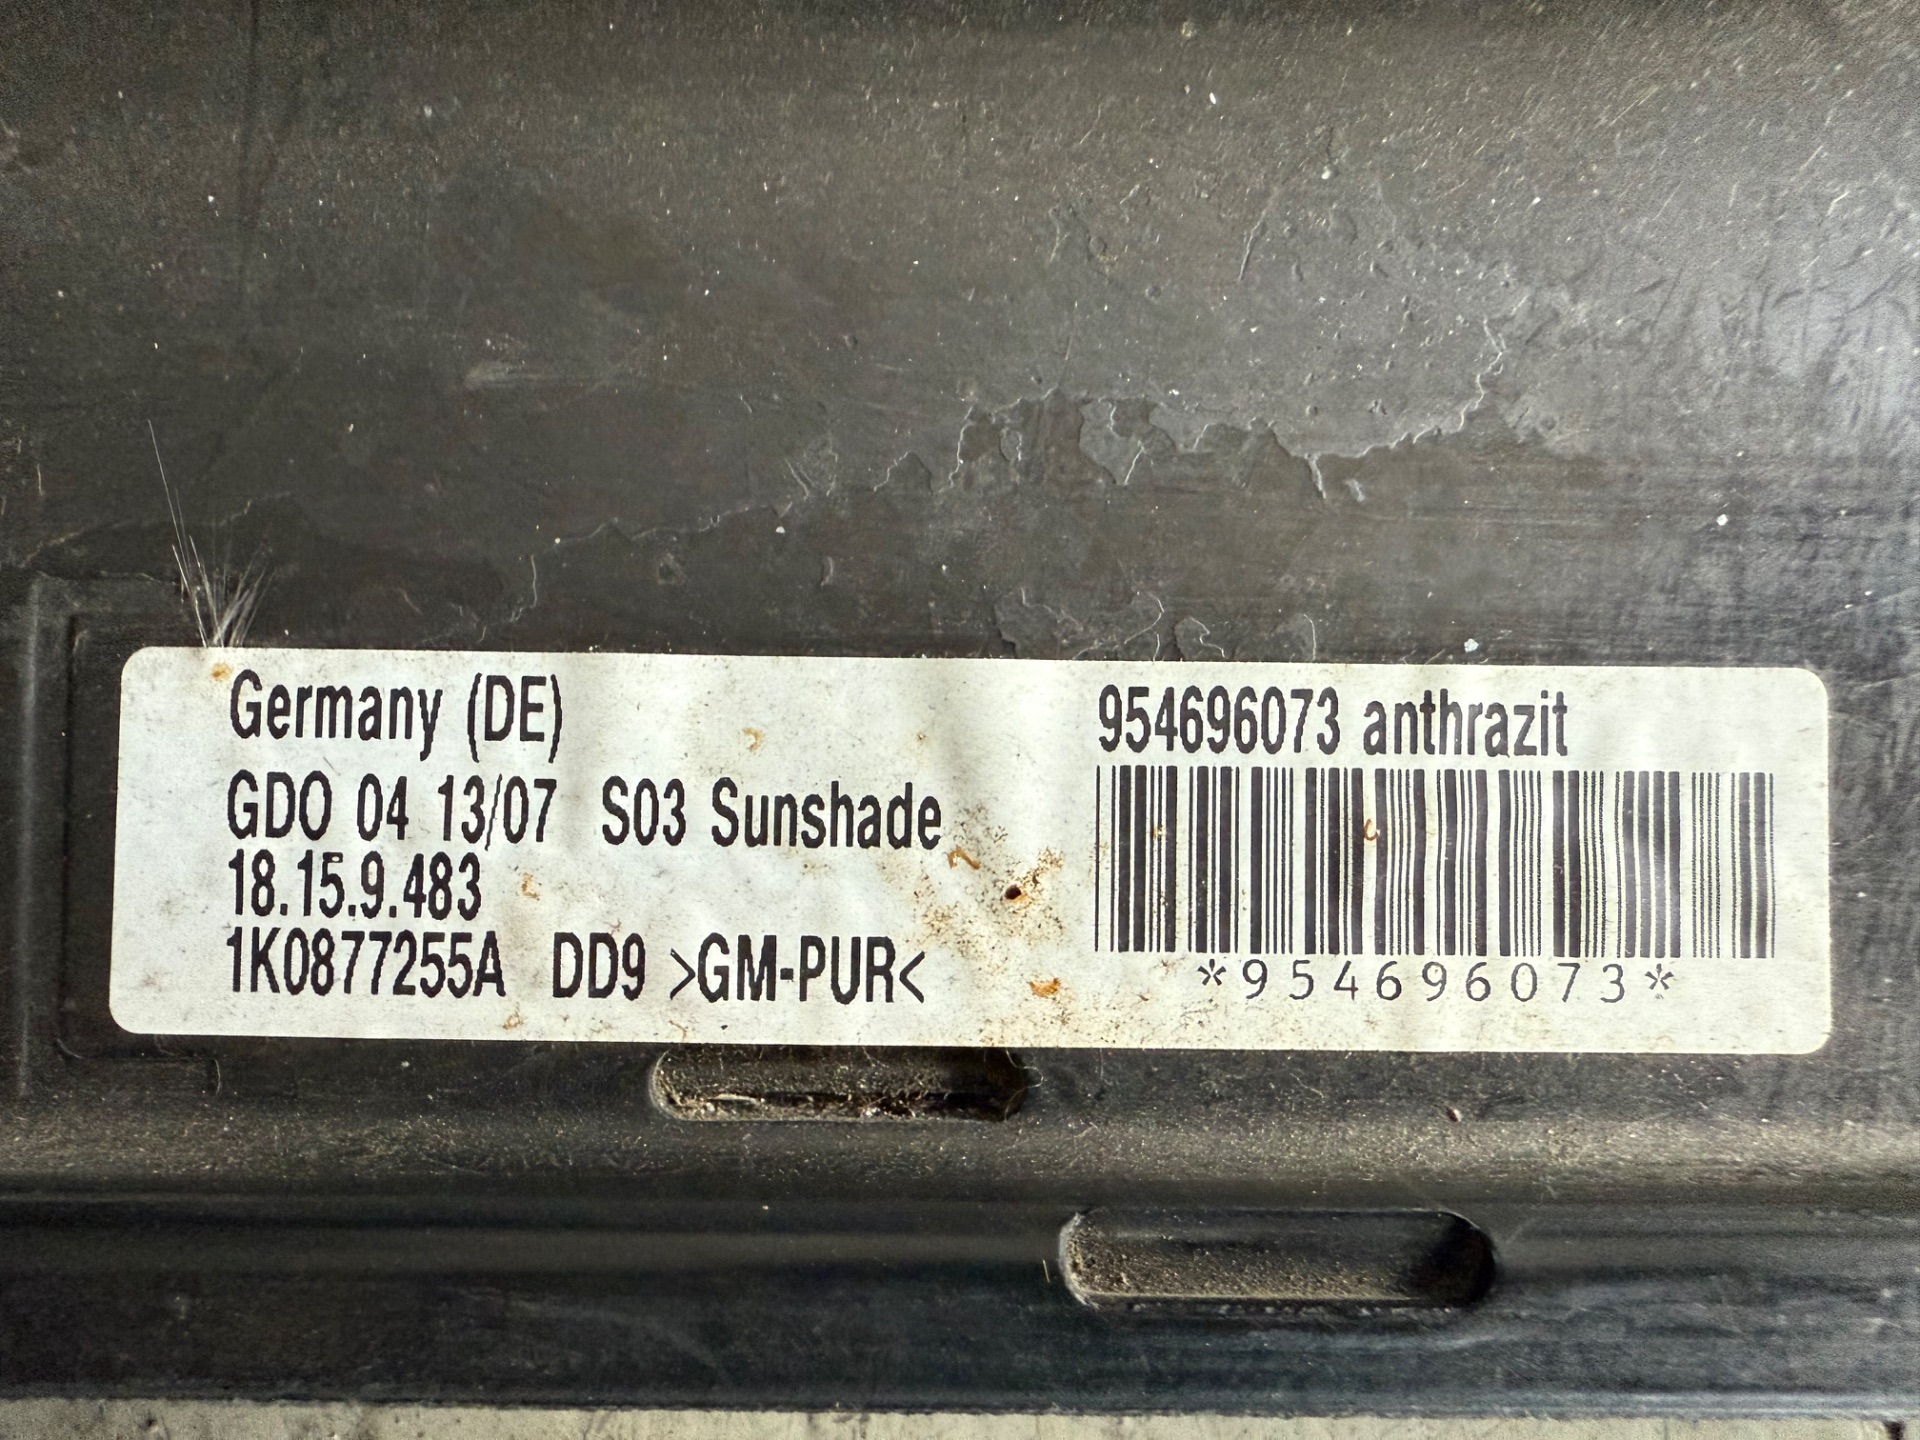 Germany (DE)
GDO 04 13/07 S03 Sunshade
18.15.9.483
1K0877255A DD9 >GM-PUR<
954696073 anthrazit
*954696073*